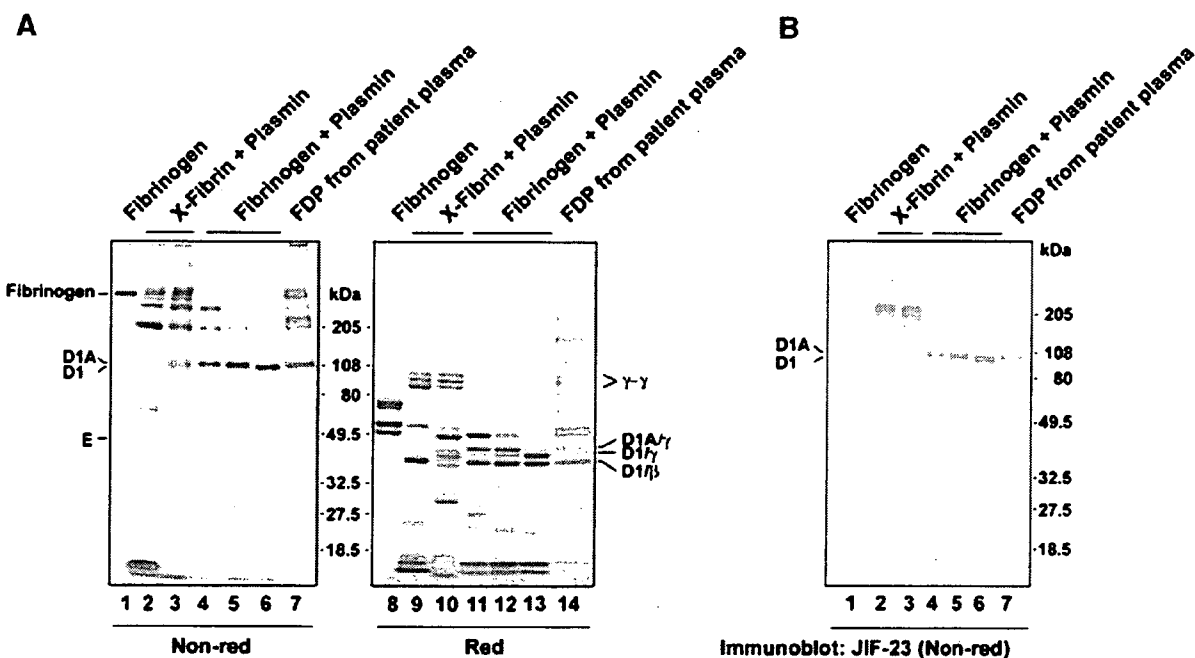 A
B
Fibrinogen
X-Fibrin + Plasmin
Fibrinogen + Plasmin
FDP from patient plasma
Fibrinogen
X-Fibrin + Plasmin
Fibrinogen + Plasmin
FDP from patient plasma
Fibrinogen
X-Fibrin + Plasmin
Fibrinogen + Plasmin
FDP from patient plasma
Fibrinogen
D1A
D1
E
kDa
205
108
80
49.5
32.5
27.5
18.5
γ-γ
D1A/γ
D1/γ
D1/β
D1A
D1
kDa
205
108
80
49.5
32.5
27.5
18.5
1 2 3 4 5 6 7
8 9 10 11 12 13 14
1 2 3 4 5 6 7
Non-red
Red
Immunoblot: JIF-23 (Non-red)